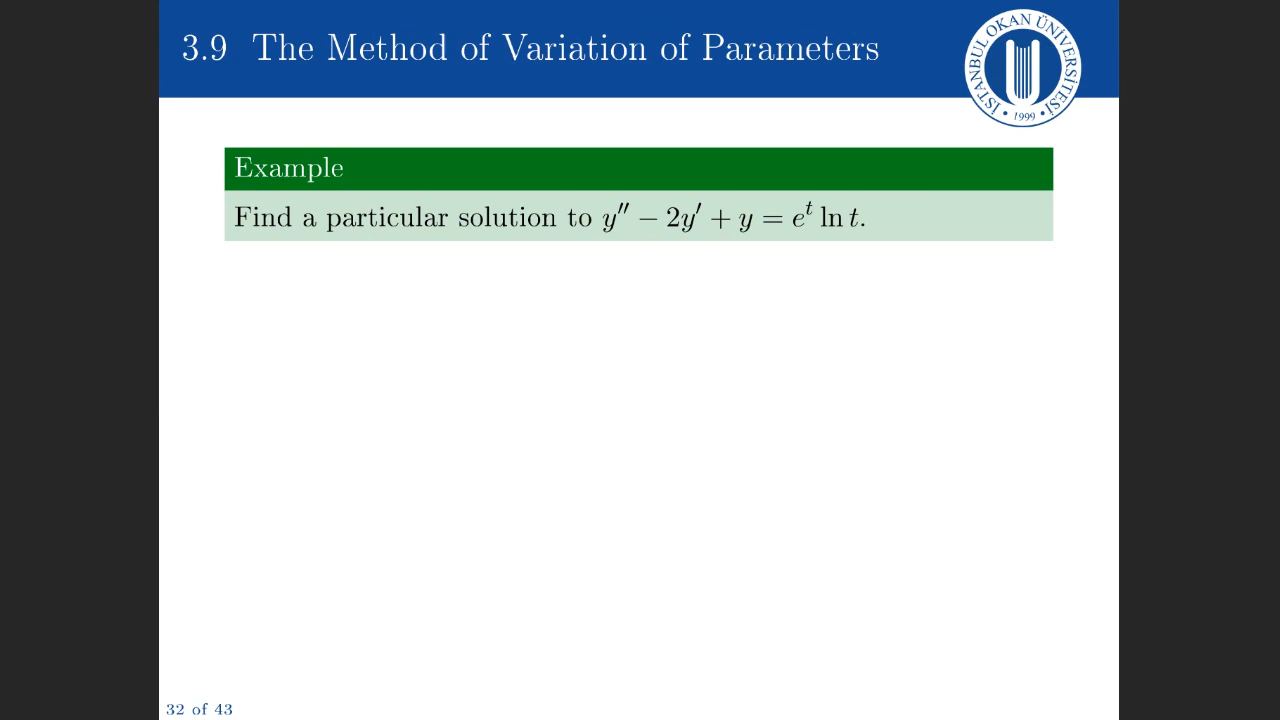 3.9 The Method of Variation of Parameters
İSTANBUL OKAN ÜNİVERSİTESİ
• 1999 •
Example
Find a particular solution to y″ − 2y′ + y = eᵗ ln t.
32 of 43